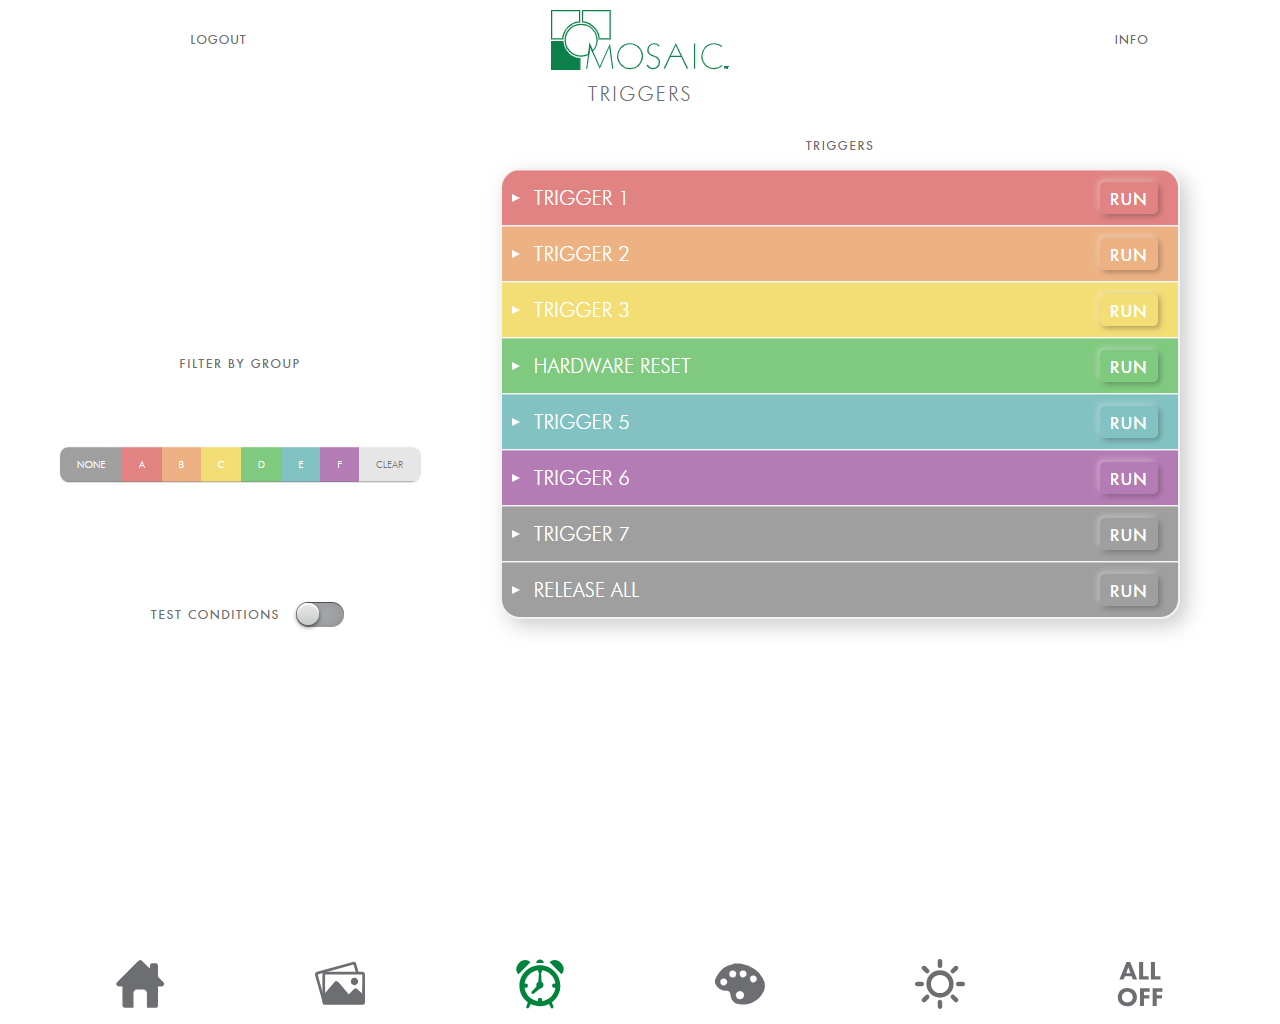 LOGOUT
MOSAIC
INFO
TRIGGERS
TRIGGERS
TRIGGER 1 RUN
TRIGGER 2 RUN
TRIGGER 3 RUN
HARDWARE RESET RUN
TRIGGER 5 RUN
TRIGGER 6 RUN
TRIGGER 7 RUN
RELEASE ALL RUN
FILTER BY GROUP
NONE A B C D E F CLEAR
TEST CONDITIONS
ALL
OFF